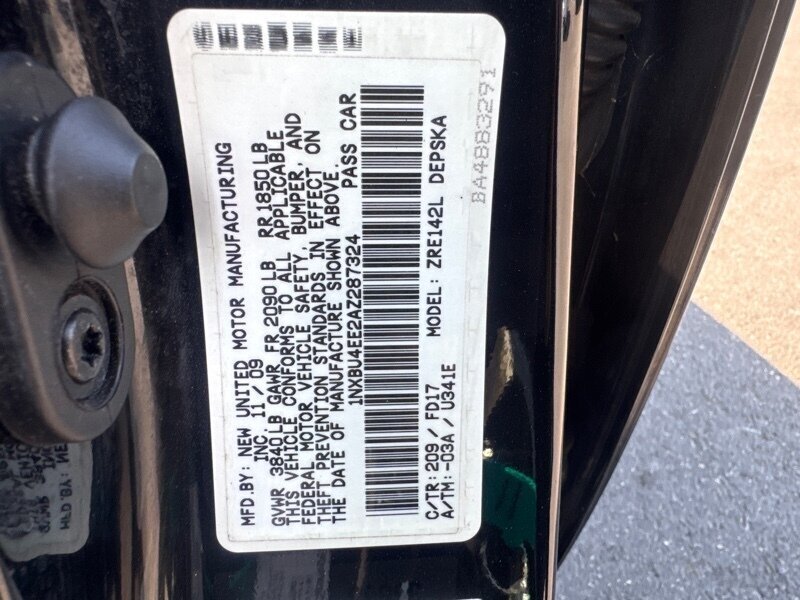 MFD.BY: NEW UNITED MOTOR MANUFACTURING
INC. 11/09
GVWR 3840LB GAWR FR 2090LB RR 1850LB
THIS VEHICLE CONFORMS TO ALL APPLICABLE
FEDERAL MOTOR VEHICLE SAFETY, BUMPER, AND
THEFT PREVENTION STANDARDS IN EFFECT ON
THE DATE OF MANUFACTURE SHOWN ABOVE.
1NXBU4EE2AZ287324 PASS CAR
C/TR: 209/FD17 MODEL: ZRE142L DEPSKA
A/TM: -03A/U341E
BA4883291